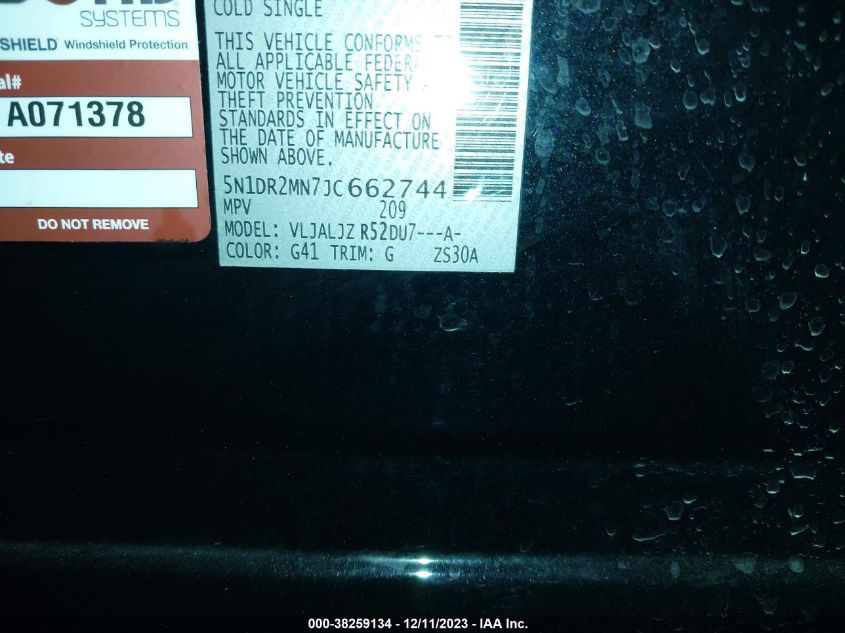 SYSTEMS
SHIELD Windshield Protection
al#
A071378
te
DO NOT REMOVE
COLD SINGLE
THIS VEHICLE CONFORMS
ALL APPLICABLE FEDER
MOTOR VEHICLE SAFETY
THEFT PREVENTION
STANDARDS IN EFFECT ON
THE DATE OF MANUFACTURE
SHOWN ABOVE.
5N1DR2MN7JC662744
MPV 209
MODEL: VLJALJZ R52DU7---A-
COLOR: G41 TRIM: G ZS30A
000-38259134 - 12/11/2023 - IAA Inc.